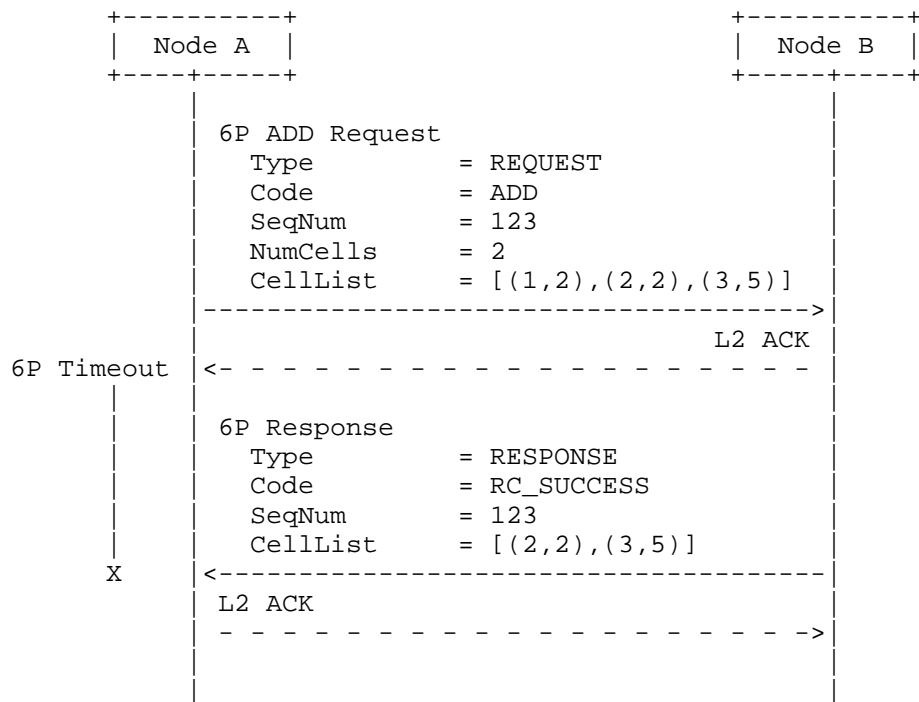 Node A Node B
6P ADD Request
Type = REQUEST
Code = ADD
SeqNum = 123
NumCells = 2
CellList = [(1,2),(2,2),(3,5)]
L2 ACK
6P Timeout
6P Response
Type = RESPONSE
Code = RC_SUCCESS
SeqNum = 123
CellList = [(2,2),(3,5)]
X
L2 ACK